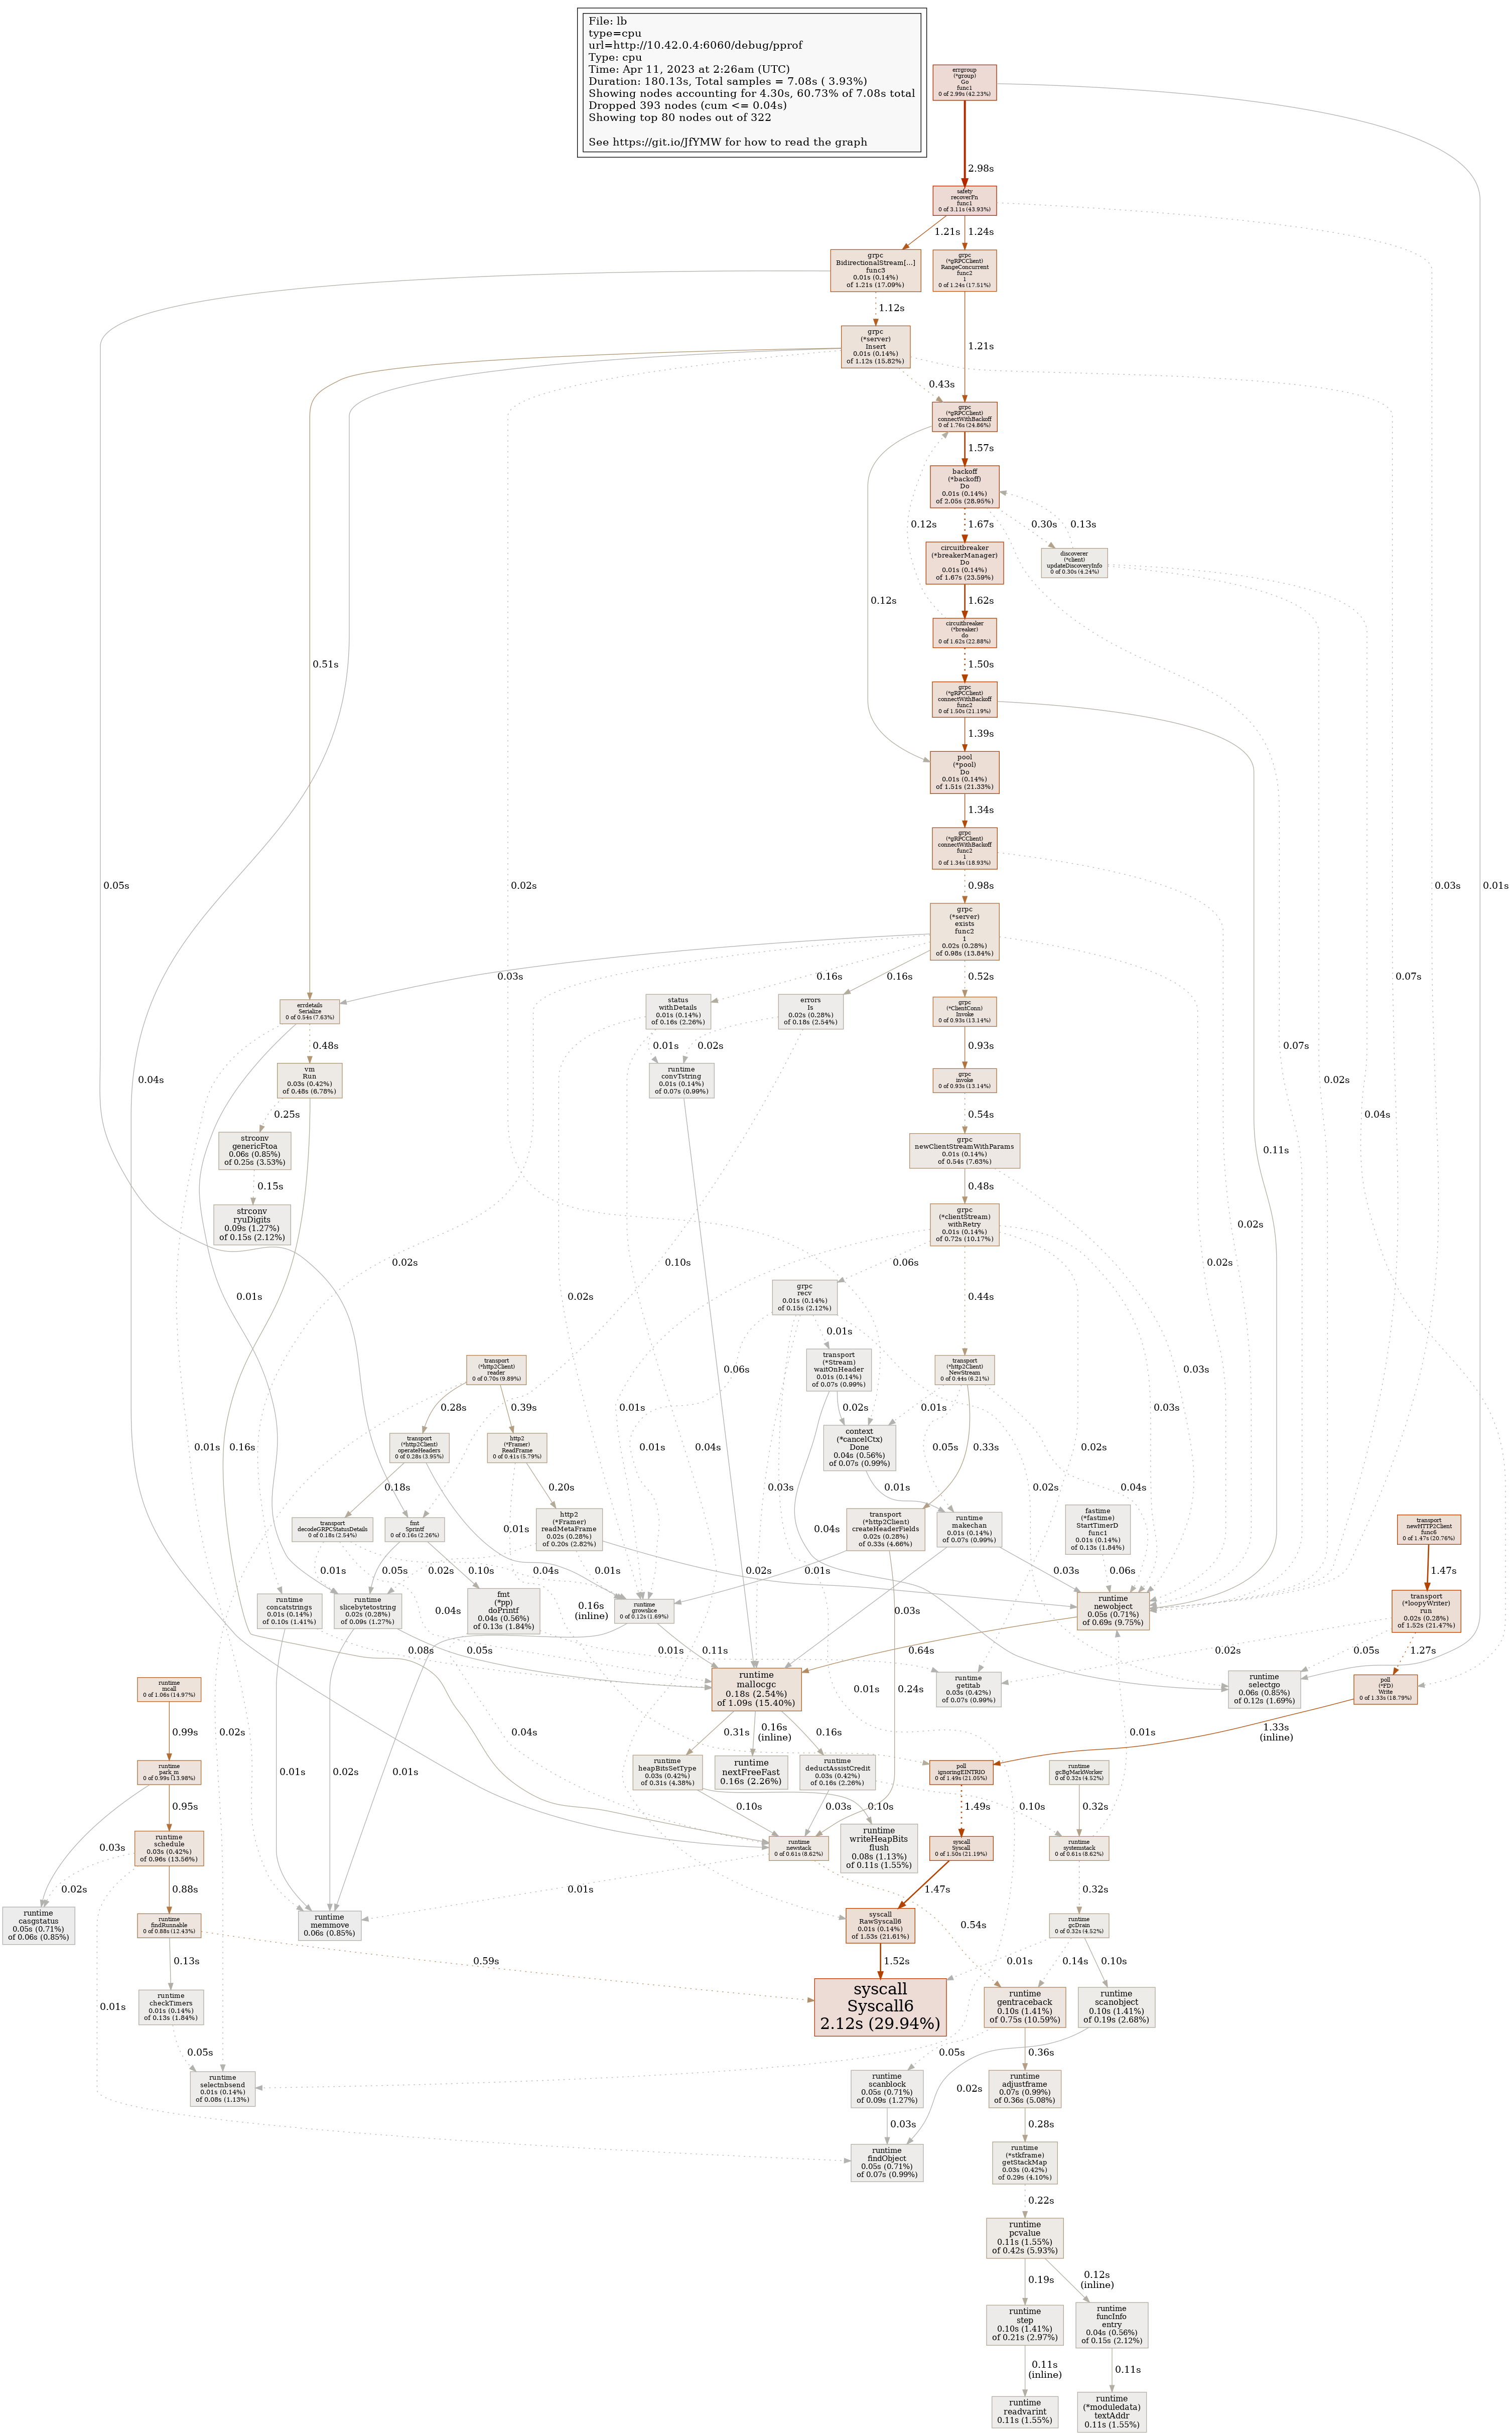 File: lb
type=cpu
url=http://10.42.0.4:6060/debug/pprof
Type: cpu
Time: Apr 11, 2023 at 2:26am (UTC)
Duration: 180.13s, Total samples = 7.08s ( 3.93%)
Showing nodes accounting for 4.30s, 60.73% of 7.08s total
Dropped 393 nodes (cum <= 0.04s)
Showing top 80 nodes out of 322
See https://git.io/JfYMW for how to read the graph
errgroup
(*group)
Go
func1
0 of 2.99s (42.23%)
2.98s
safety
recoverFn
func1
0 of 3.11s (43.93%)
1.21s
1.24s
grpc
BidirectionalStream[...]
func3
0.01s (0.14%)
of 1.21s (17.09%)
grpc
(*gRPCClient)
RangeConcurrent
func2
1
0 of 1.24s (17.51%)
1.12s
grpc
(*server)
Insert
0.01s (0.14%)
of 1.12s (15.82%)
1.21s
0.43s
grpc
(*gRPCClient)
connectWithBackoff
0 of 1.76s (24.86%)
1.57s
backoff
(*backoff)
Do
0.01s (0.14%)
of 2.05s (28.95%)
0.12s
1.67s
0.30s
0.13s
circuitbreaker
(*breakerManager)
Do
0.01s (0.14%)
of 1.67s (23.59%)
discoverer
(*client)
updateDiscoveryInfo
0 of 0.30s (4.24%)
0.12s
1.62s
circuitbreaker
(*breaker)
do
0 of 1.62s (22.88%)
0.51s
1.50s
grpc
(*gRPCClient)
connectWithBackoff
func2
0 of 1.50s (21.19%)
1.39s
pool
(*pool)
Do
0.01s (0.14%)
of 1.51s (21.33%)
1.34s
grpc
(*gRPCClient)
connectWithBackoff
func2
1
0 of 1.34s (18.93%)
0.05s
0.02s
0.98s
0.03s
0.01s
grpc
(*server)
exists
func2
1
0.02s (0.28%)
of 0.98s (13.84%)
0.03s
0.16s
0.16s
0.52s
errdetails
Serialize
0 of 0.54s (7.63%)
status
withDetails
0.01s (0.14%)
of 0.16s (2.26%)
errors
Is
0.02s (0.28%)
of 0.18s (2.54%)
grpc
(*ClientConn)
Invoke
0 of 0.93s (13.14%)
0.04s
0.48s
0.01s
0.02s
0.93s
0.07s
0.02s
vm
Run
0.03s (0.42%)
of 0.48s (6.78%)
runtime
convTstring
0.01s (0.14%)
of 0.07s (0.99%)
grpc
invoke
0 of 0.93s (13.14%)
0.25s
0.54s
0.04s
strconv
genericFtoa
0.06s (0.85%)
of 0.25s (3.53%)
grpc
newClientStreamWithParams
0.01s (0.14%)
of 0.54s (7.63%)
0.11s
0.15s
0.48s
strconv
ryuDigits
0.09s (1.27%)
of 0.15s (2.12%)
grpc
(*clientStream)
withRetry
0.01s (0.14%)
of 0.72s (10.17%)
0.02s
0.02s
0.10s
0.06s
0.02s
grpc
recv
0.01s (0.14%)
of 0.15s (2.12%)
0.01s
0.02s
0.44s
0.01s
transport
(*http2Client)
reader
0 of 0.70s (9.89%)
transport
(*Stream)
waitOnHeader
0.01s (0.14%)
of 0.07s (0.99%)
transport
(*http2Client)
NewStream
0 of 0.44s (6.21%)
0.06s
0.03s
0.28s
0.39s
0.01s
0.02s
0.01s
0.03s
transport
(*http2Client)
operateHeaders
0 of 0.28s (3.95%)
http2
(*Framer)
ReadFrame
0 of 0.41s (5.79%)
context
(*cancelCtx)
Done
0.04s (0.56%)
of 0.07s (0.99%)
0.01s
0.16s
0.01s
0.04s
0.05s
0.33s
0.02s
0.18s
0.20s
0.03s
0.01s
0.02s
0.04s
transport
decodeGRPCStatusDetails
0 of 0.18s (2.54%)
fmt
Sprintf
0 of 0.16s (2.26%)
http2
(*Framer)
readMetaFrame
0.02s (0.28%)
of 0.20s (2.82%)
transport
(*http2Client)
createHeaderFields
0.02s (0.28%)
of 0.33s (4.66%)
runtime
makechan
0.01s (0.14%)
of 0.07s (0.99%)
fastime
(*fastime)
StartTimerD
func1
0.01s (0.14%)
of 0.13s (1.84%)
transport
newHTTP2Client
func6
0 of 1.47s (20.76%)
0.01s
0.01s
0.05s
0.02s
0.10s
0.04s
0.01s
0.02s
0.04s
0.01s
0.03s
0.06s
1.47s
runtime
concatstrings
0.01s (0.14%)
of 0.10s (1.41%)
runtime
slicebytetostring
0.02s (0.28%)
of 0.09s (1.27%)
fmt
(*pp)
doPrintf
0.04s (0.56%)
of 0.13s (1.84%)
0.04s
0.16s
(inline)
runtime
growslice
0 of 0.12s (1.69%)
0.03s
runtime
newobject
0.05s (0.71%)
of 0.69s (9.75%)
transport
(*loopyWriter)
run
0.02s (0.28%)
of 1.52s (21.47%)
0.08s
0.05s
0.11s
0.64s
0.02s
0.05s
1.27s
runtime
mcall
0 of 1.06s (14.97%)
runtime
mallocgc
0.18s (2.54%)
of 1.09s (15.40%)
0.24s
0.01s
runtime
getitab
0.03s (0.42%)
of 0.07s (0.99%)
runtime
selectgo
0.06s (0.85%)
of 0.12s (1.69%)
poll
(*FD)
Write
0 of 1.33s (18.79%)
0.99s
0.02s
0.04s
0.31s
0.16s
(inline)
0.16s
0.01s
1.33s
(inline)
runtime
park_m
0 of 0.99s (13.98%)
0.01s
0.02s
0.01s
runtime
heapBitsSetType
0.03s (0.42%)
of 0.31s (4.38%)
runtime
nextFreeFast
0.16s (2.26%)
runtime
deductAssistCredit
0.03s (0.42%)
of 0.16s (2.26%)
poll
ignoringEINTRIO
0 of 1.49s (21.05%)
runtime
gcBgMarkWorker
0 of 0.32s (4.52%)
0.03s
0.95s
0.10s
0.10s
0.03s
1.49s
0.10s
0.32s
runtime
schedule
0.03s (0.42%)
of 0.96s (13.56%)
runtime
newstack
0 of 0.61s (8.62%)
runtime
writeHeapBits
flush
0.08s (1.13%)
of 0.11s (1.55%)
syscall
Syscall
0 of 1.50s (21.19%)
runtime
systemstack
0 of 0.61s (8.62%)
0.02s
0.88s
0.01s
1.47s
0.32s
runtime
casgstatus
0.05s (0.71%)
of 0.06s (0.85%)
runtime
findRunnable
0 of 0.88s (12.43%)
runtime
memmove
0.06s (0.85%)
syscall
RawSyscall6
0.01s (0.14%)
of 1.53s (21.61%)
0.54s
runtime
gcDrain
0 of 0.32s (4.52%)
0.13s
0.59s
1.52s
0.01s
0.14s
0.10s
0.01s
runtime
checkTimers
0.01s (0.14%)
of 0.13s (1.84%)
syscall
Syscall6
2.12s (29.94%)
runtime
gentraceback
0.10s (1.41%)
of 0.75s (10.59%)
runtime
scanobject
0.10s (1.41%)
of 0.19s (2.68%)
0.05s
0.05s
0.36s
runtime
selectnbsend
0.01s (0.14%)
of 0.08s (1.13%)
runtime
scanblock
0.05s (0.71%)
of 0.09s (1.27%)
0.02s
runtime
adjustframe
0.07s (0.99%)
of 0.36s (5.08%)
0.03s
0.28s
runtime
findObject
0.05s (0.71%)
of 0.07s (0.99%)
runtime
(*stkframe)
getStackMap
0.03s (0.42%)
of 0.29s (4.10%)
0.22s
runtime
pcvalue
0.11s (1.55%)
of 0.42s (5.93%)
0.19s
0.12s
(inline)
runtime
step
0.10s (1.41%)
of 0.21s (2.97%)
runtime
funcInfo
entry
0.04s (0.56%)
of 0.15s (2.12%)
0.11s
(inline)
0.11s
runtime
readvarint
0.11s (1.55%)
runtime
(*moduledata)
textAddr
0.11s (1.55%)